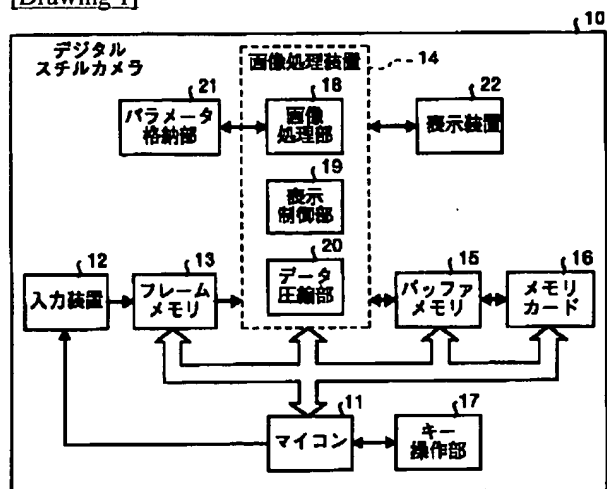 [Drawing 1]
10
デジタル
スチルカメラ
画像処理装置
14
21
パラメータ
格納部
18
画像
処理部
22
表示装置
19
表示
制御部
12
入力装置
13
フレーム
メモリ
20
データ
圧縮部
15
バッファ
メモリ
16
メモリ
カード
11
マイコン
17
キー
操作部